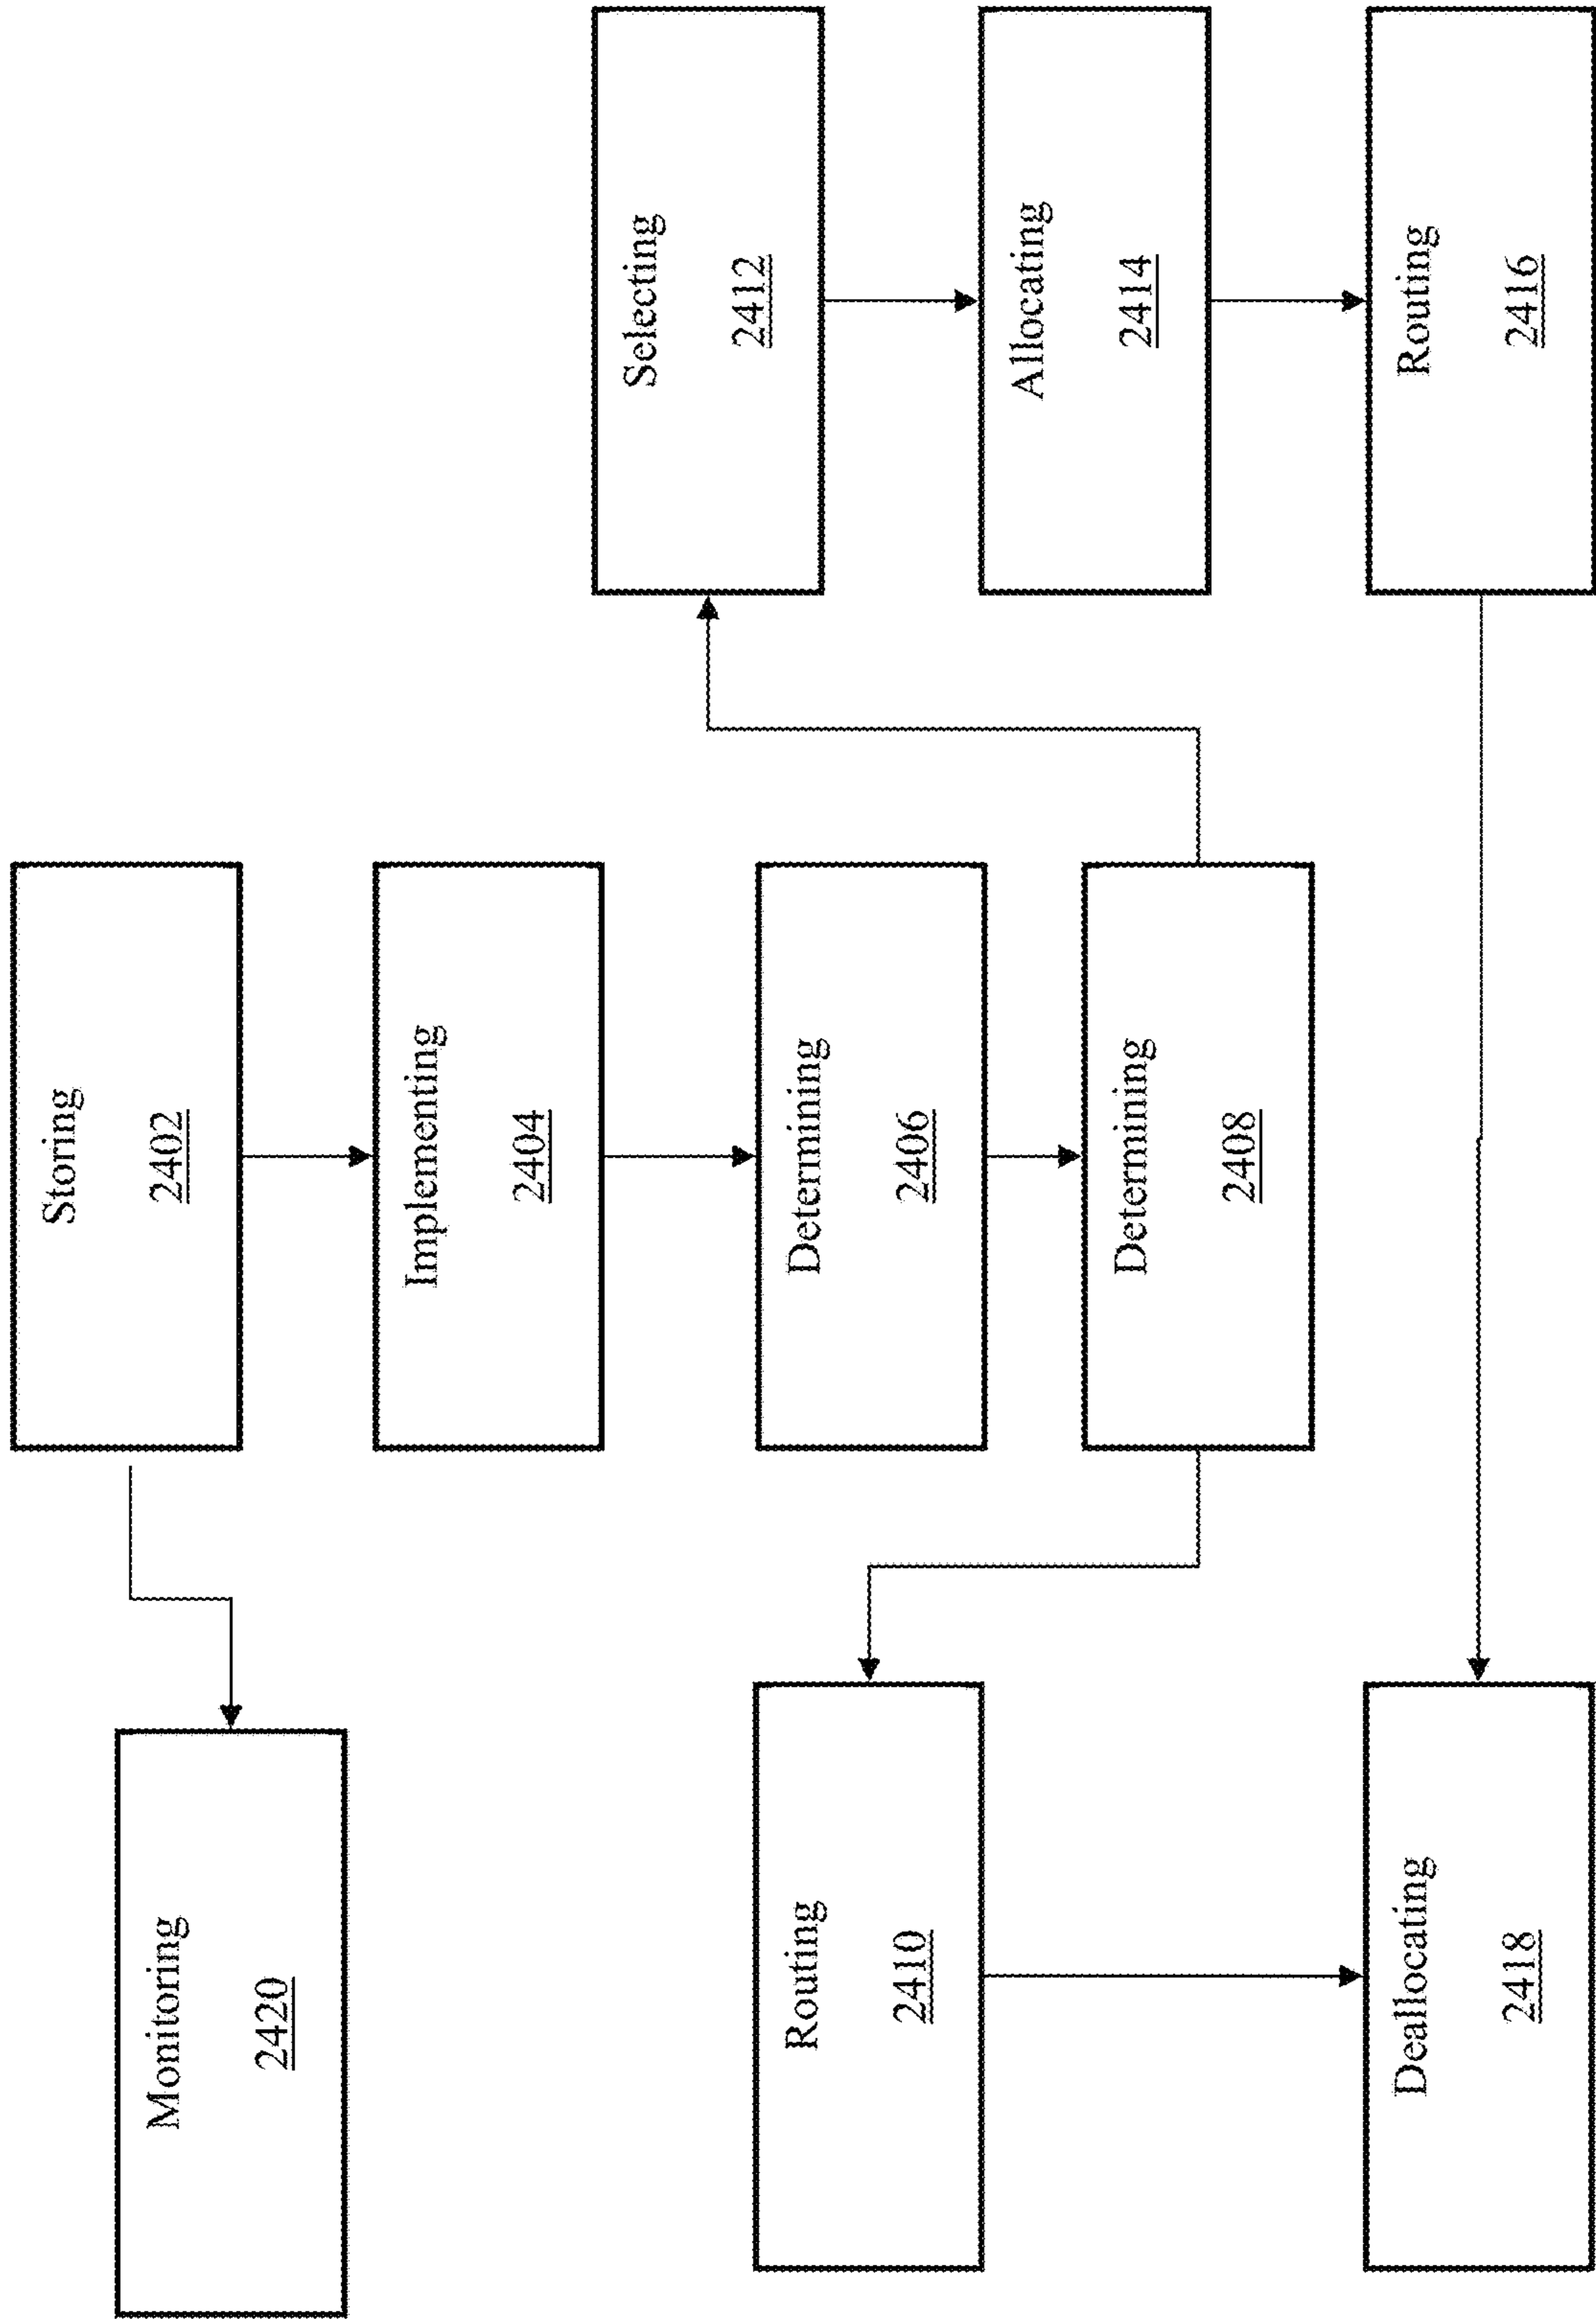 Storing
2402
Implementing
2404
Determining
2406
Determining
2408
Monitoring
2420
Routing
2410
Deallocating
2418
Selecting
2412
Allocating
2414
Routing
2416